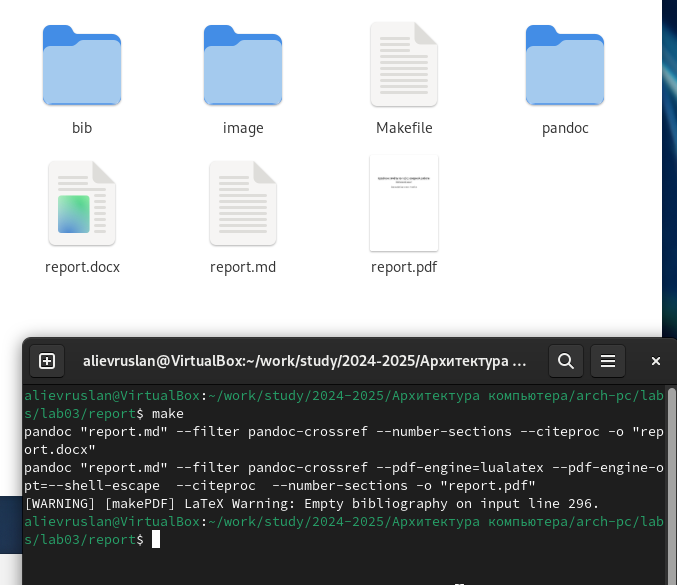 bib
image
Makefile
pandoc
report.docx
report.md
report.pdf
alievruslan@VirtualBox:~/work/study/2024-2025/Архитектура ...
alievruslan@VirtualBox:~/work/study/2024-2025/Архитектура компьютера/arch-pc/lab
s/lab03/report$ make
pandoc "report.md" --filter pandoc-crossref --number-sections --citeproc -o "rep
ort.docx"
pandoc "report.md" --filter pandoc-crossref --pdf-engine=lualatex --pdf-engine-o
pt=--shell-escape  --citeproc  --number-sections -o "report.pdf"
[WARNING] [makePDF] LaTeX Warning: Empty bibliography on input line 296.
alievruslan@VirtualBox:~/work/study/2024-2025/Архитектура компьютера/arch-pc/lab
s/lab03/report$